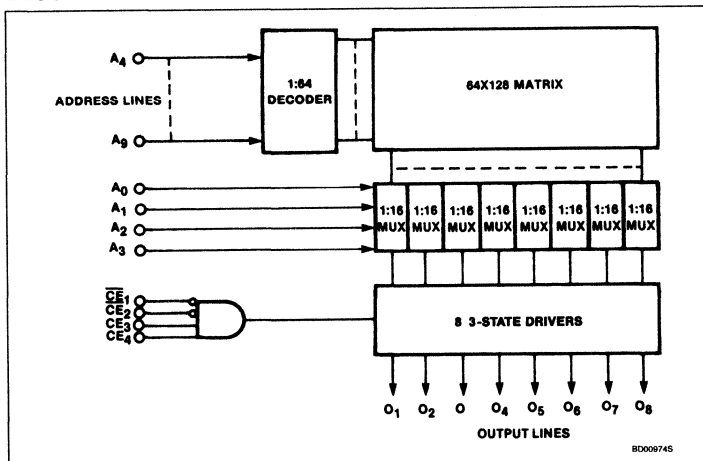 A4
ADDRESS LINES
A9
1:64
DECODER
64X128 MATRIX
A0
A1
A2
A3
1:16
MUX
1:16
MUX
1:16
MUX
1:16
MUX
1:16
MUX
1:16
MUX
1:16
MUX
1:16
MUX
C̅E̅1
C̅E̅2
CE3
CE4
8 3-STATE DRIVERS
O1 O2 O O4 O5 O6 O7 O8
OUTPUT LINES
BD00974S